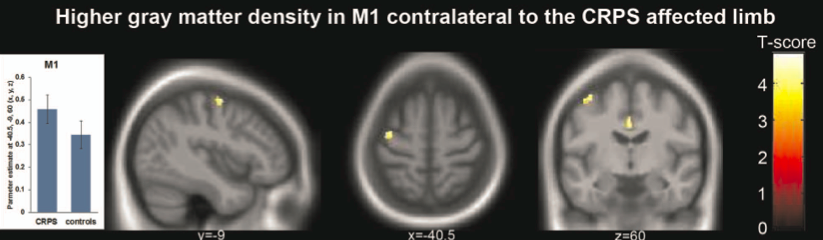 Higher gray matter density in M1 contralateral to the CRPS affected limb
T-score
M1
Parmeter estimate at -40.5, -9, 60 (x, y, z)
0.6
0.5
0.4
0.3
0.2
0.1
0
CRPS controls
y=-9
x=-40.5
z=60
4
3
2
1
0